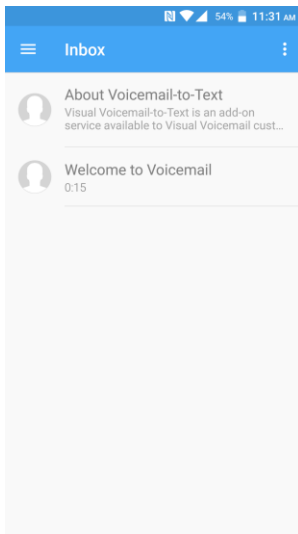 54% 11:31 AM
Inbox
About Voicemail-to-Text
Visual Voicemail-to-Text is an add-on
service available to Visual Voicemail cust...
Welcome to Voicemail
0:15